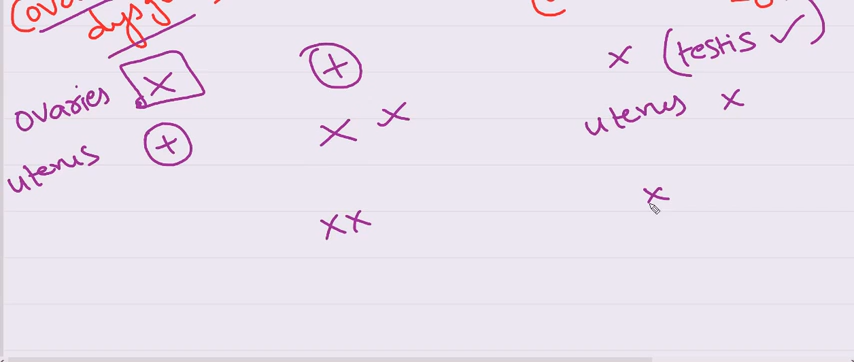 ovaries × + × (testis ✓)
uterus + × × uterus ×
×× ×